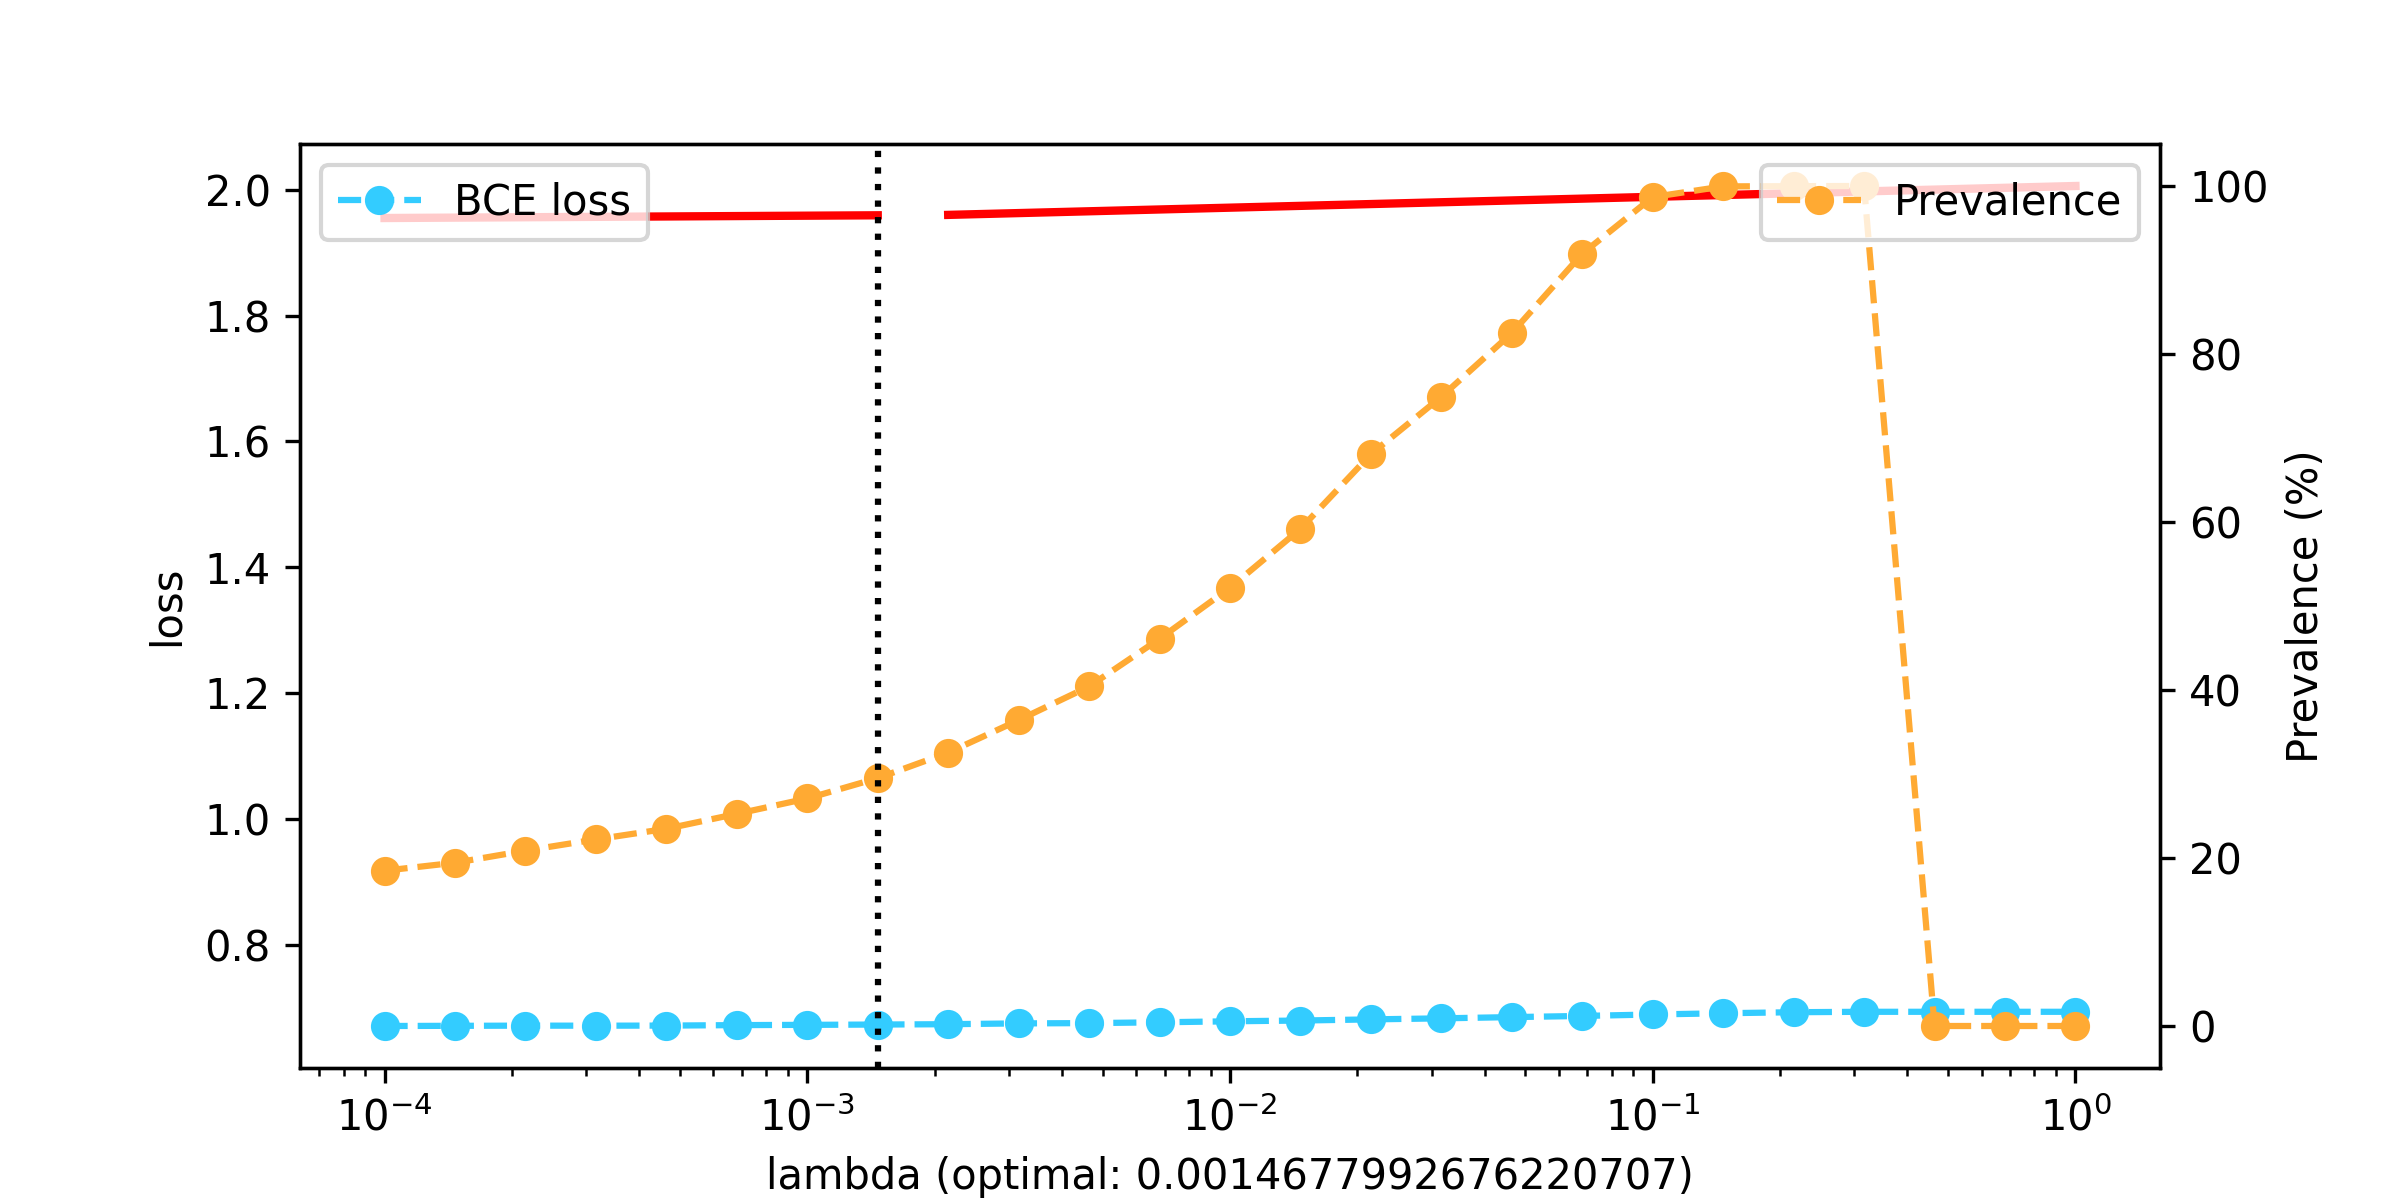 BCE loss
Prevalence
2.0
1.8
1.6
1.4
1.2
1.0
0.8
loss
100
80
60
40
20
0
Prevalence (%)
10⁻⁴ 10⁻³ 10⁻² 10⁻¹ 10⁰
lambda (optimal: 0.0014677992676220707)